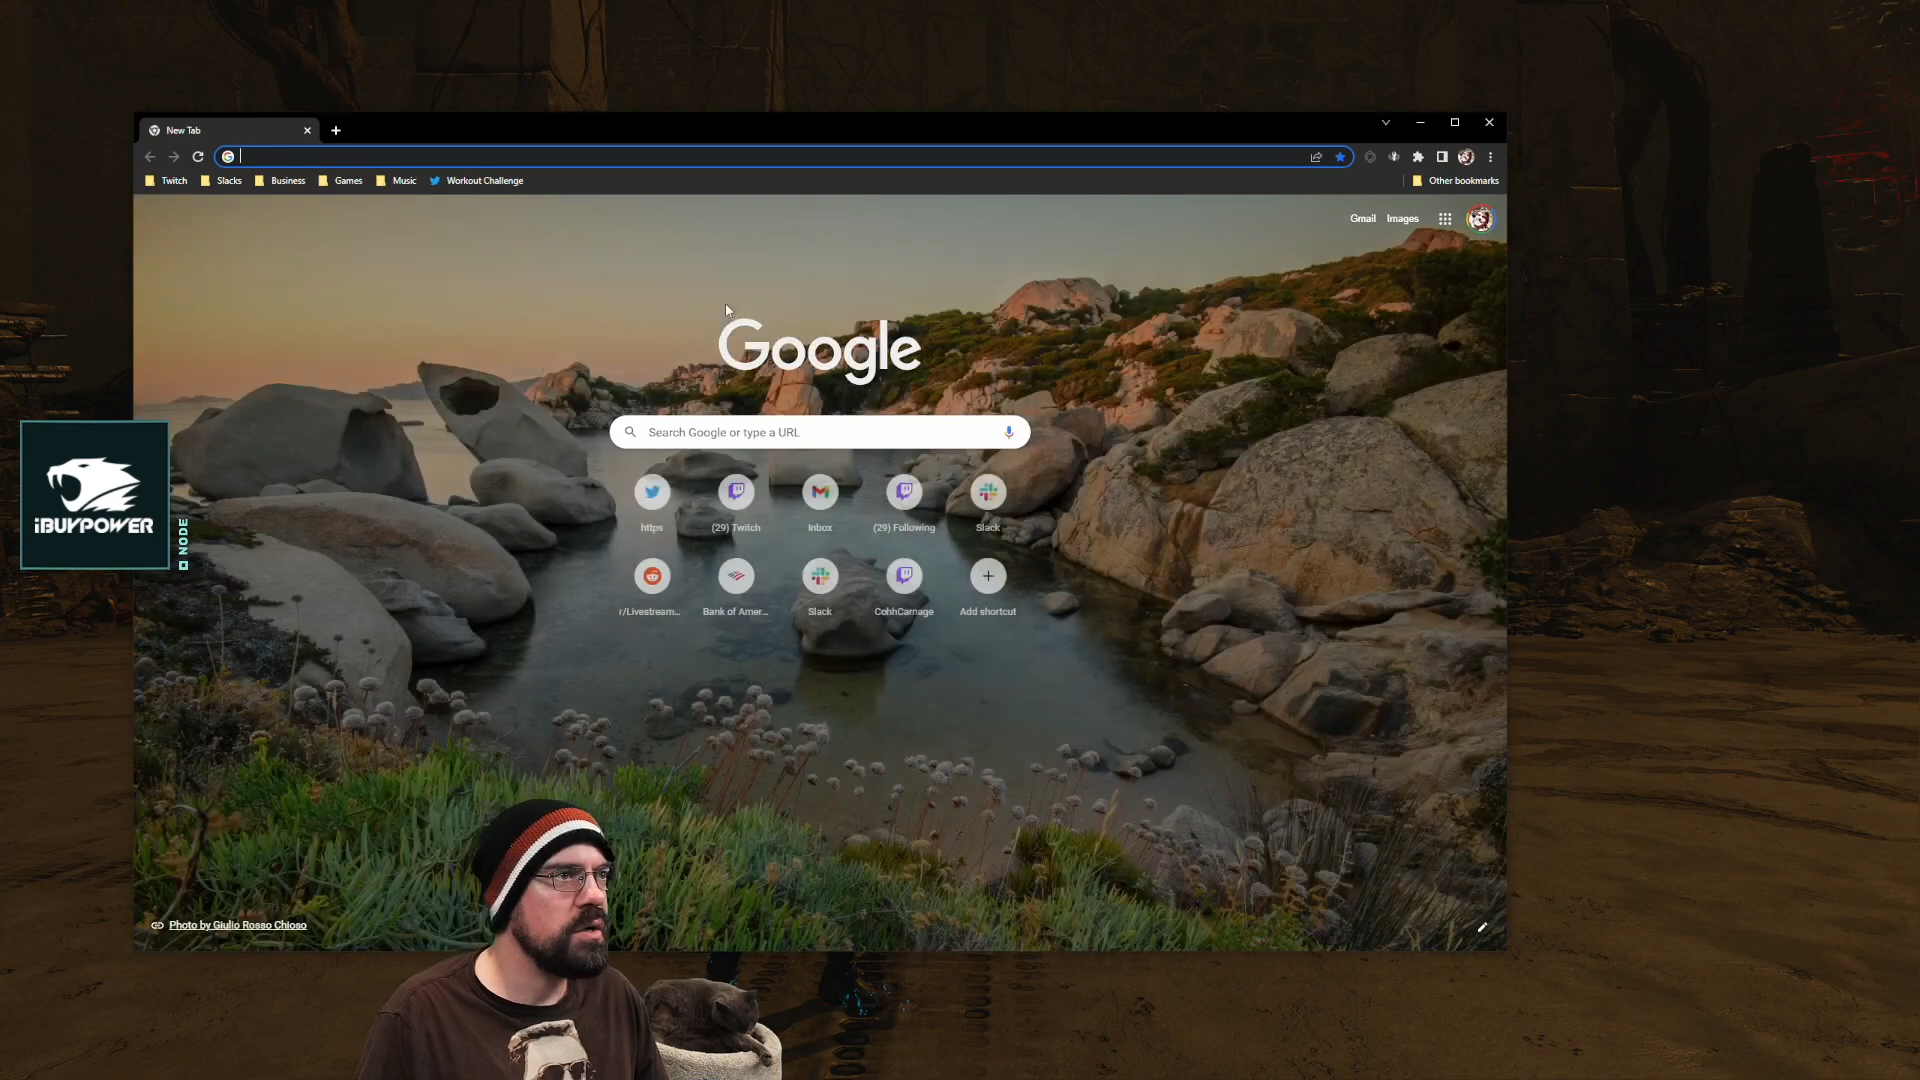 New Tab
Twitch Slacks Business Games Music Workout Challenge Other bookmarks
Gmail Images
Google
Search Google or type a URL
https (29) Twitch Inbox (29) Following Slack
r/Livestream... Bank of Amer... Slack CohhCarnage Add shortcut
iBUYPOWER
NODE
Photo by Giulio Rosso Chioso